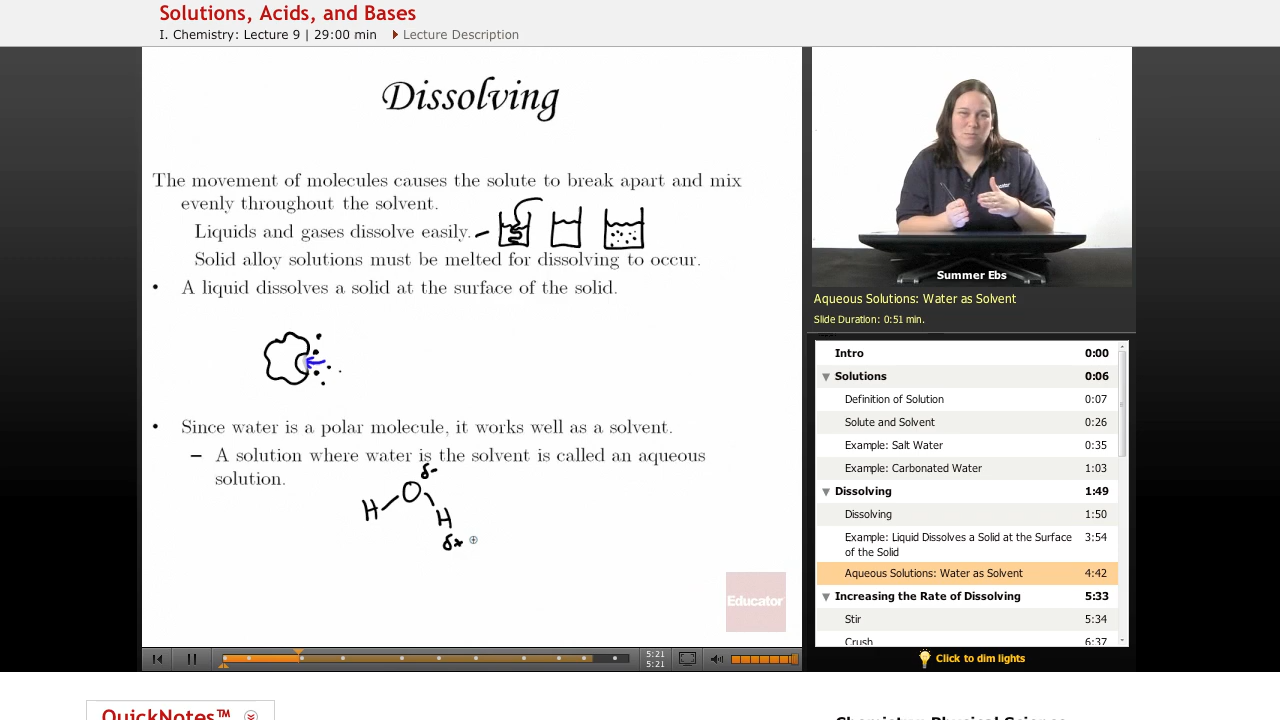 Solutions, Acids, and Bases
I. Chemistry: Lecture 9 | 29:00 min
Lecture Description
Dissolving
The movement of molecules causes the solute to break apart and mix
evenly throughout the solvent.
Liquids and gases dissolve easily.
Solid alloy solutions must be melted for dissolving to occur.
• A liquid dissolves a solid at the surface of the solid.
• Since water is a polar molecule, it works well as a solvent.
– A solution where water is the solvent is called an aqueous
solution.
δ-
H O
H
δ+
Educator
5:21
5:21
Summer Ebs
Aqueous Solutions: Water as Solvent
Slide Duration: 0:51 min.
Intro 0:00
Solutions 0:06
Definition of Solution 0:07
Solute and Solvent 0:26
Example: Salt Water 0:35
Example: Carbonated Water 1:03
Dissolving 1:49
Dissolving 1:50
Example: Liquid Dissolves a Solid at the Surface 3:54
of the Solid
Aqueous Solutions: Water as Solvent 4:42
Increasing the Rate of Dissolving 5:33
Stir 5:34
Crush 6:37
Click to dim lights
QuickNotes™
Chemistry: Physical Science